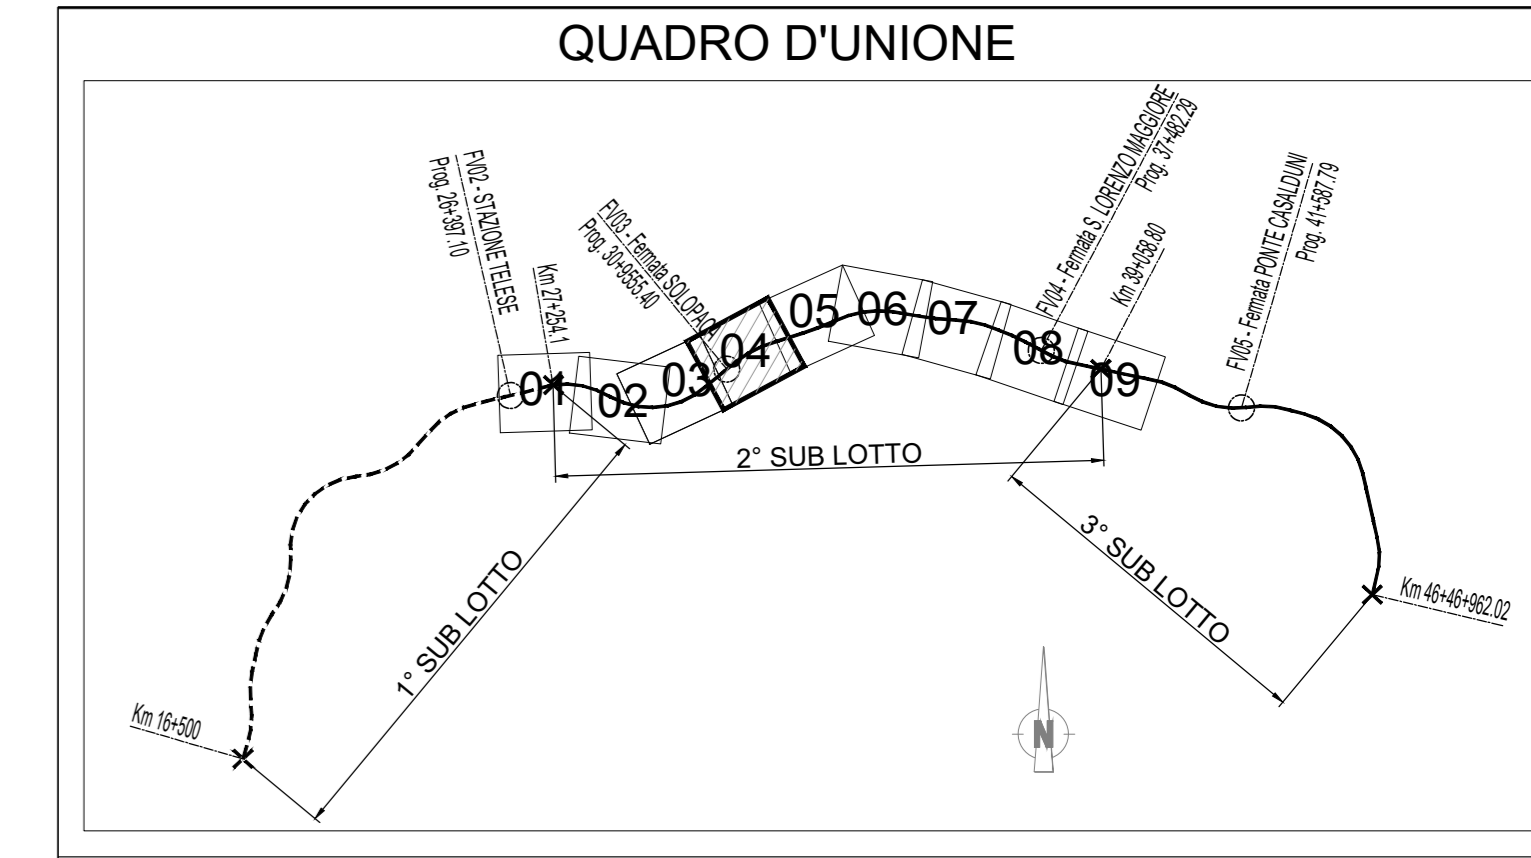 QUADRO D'UNIONE
FV02 - STAZIONE TELESE
Prog. 26+397.10
Km 27+254.1
FV03 - Fermata SOLOPACA
Prog. 30+9555.40
FV04 - Fermata S. LORENZO MAGGIORE
Prog. 37+482.29
Km 39+058.80
FV05 - Fermata PONTE CASALDUNI
Prog. 41+587.79
01
02
03
04
05
06
07
08
09
2° SUB LOTTO
1° SUB LOTTO
3° SUB LOTTO
Km 46+46+962.02
Km 16+500
N